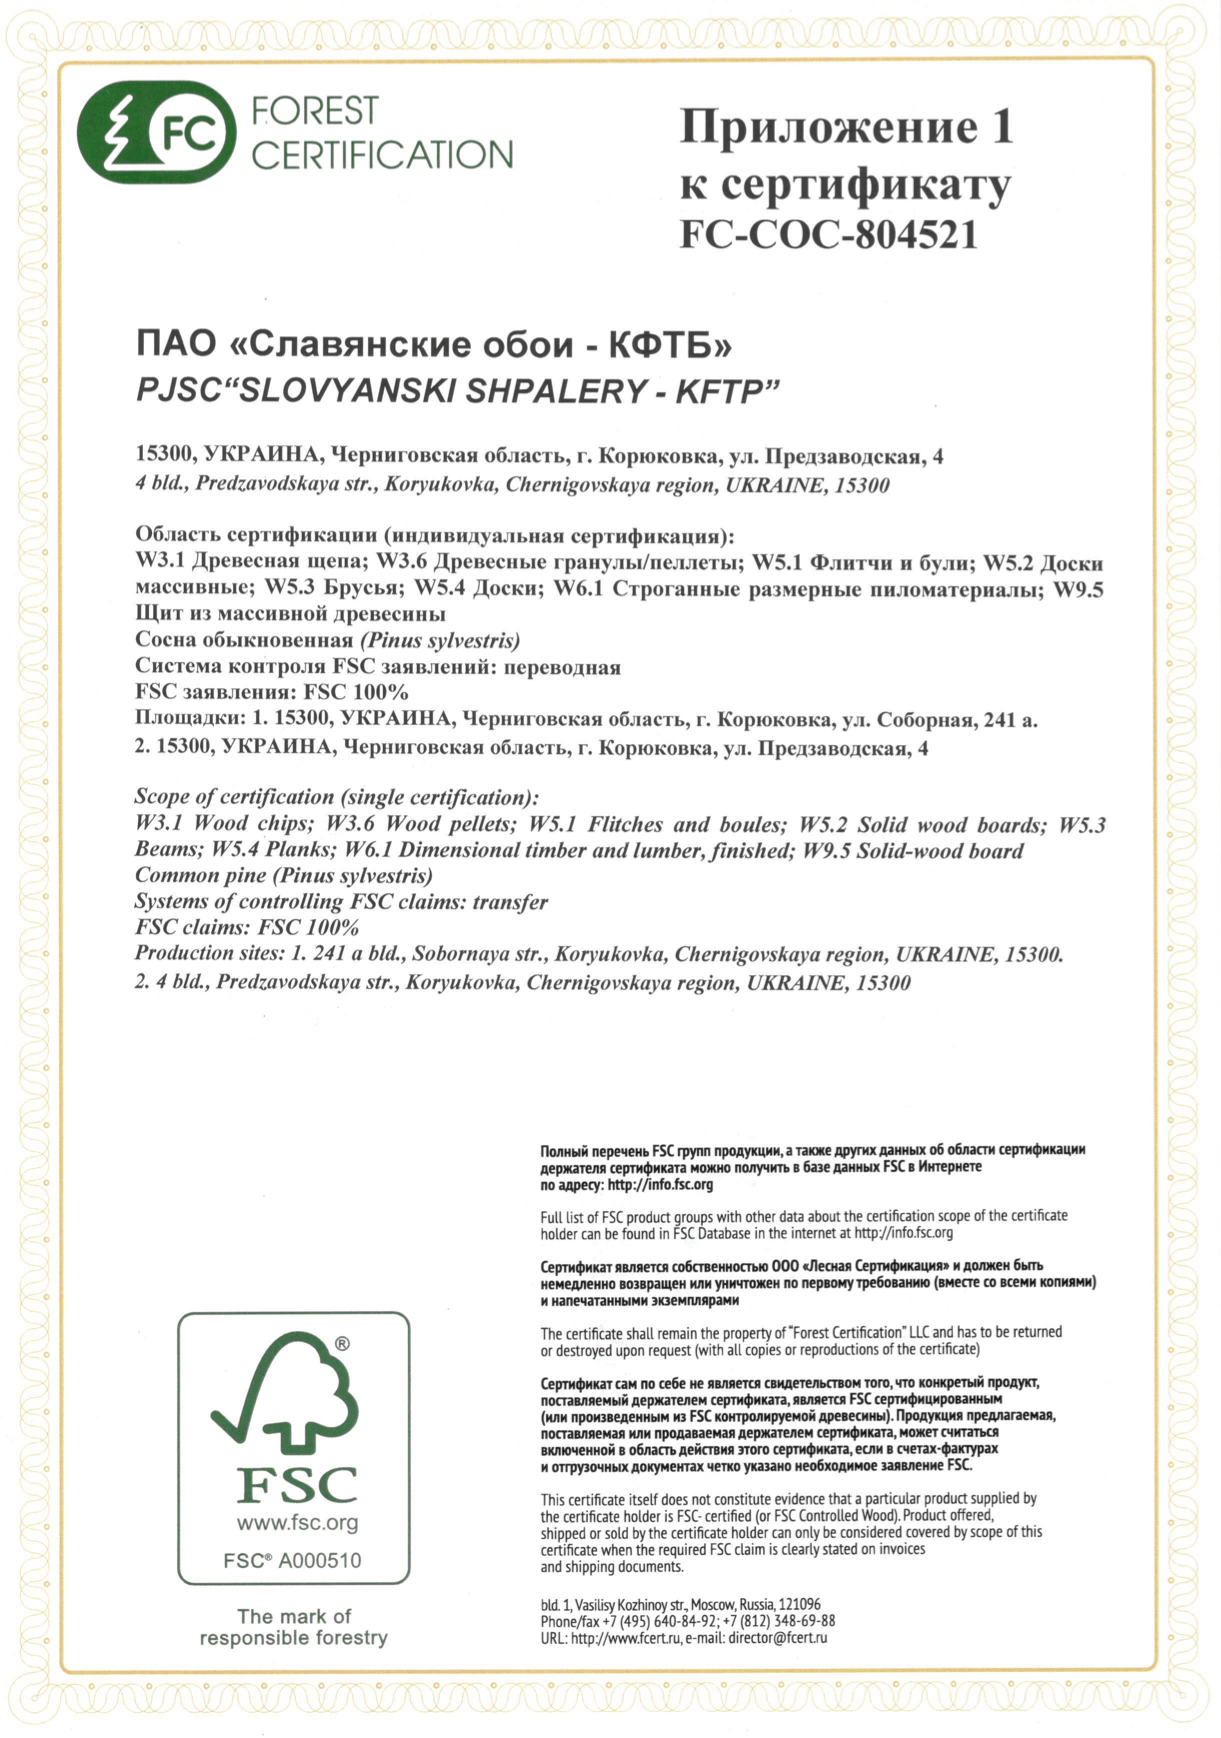 FC
FOREST
CERTIFICATION
Приложение 1
к сертификату
FC-COC-804521
ПАО «Славянские обои - КФТБ»
PJSC“SLOVYANSKI SHPALERY - KFTP”
15300, УКРАИНА, Черниговская область, г. Корюковка, ул. Предзаводская, 4
4 bld., Predzavodskaya str., Koryukovka, Chernigovskaya region, UKRAINE, 15300
Область сертификации (индивидуальная сертификация):
W3.1 Древесная щепа; W3.6 Древесные гранулы/пеллеты; W5.1 Флитчи и були; W5.2 Доски
массивные; W5.3 Брусья; W5.4 Доски; W6.1 Строганные размерные пиломатериалы; W9.5
Щит из массивной древесины
Сосна обыкновенная (Pinus sylvestris)
Система контроля FSC заявлений: переводная
FSC заявления: FSC 100%
Площадки: 1. 15300, УКРАИНА, Черниговская область, г. Корюковка, ул. Соборная, 241 а.
2. 15300, УКРАИНА, Черниговская область, г. Корюковка, ул. Предзаводская, 4
Scope of certification (single certification):
W3.1 Wood chips; W3.6 Wood pellets; W5.1 Flitches and boules; W5.2 Solid wood boards; W5.3
Beams; W5.4 Planks; W6.1 Dimensional timber and lumber, finished; W9.5 Solid-wood board
Common pine (Pinus sylvestris)
Systems of controlling FSC claims: transfer
FSC claims: FSC 100%
Production sites: 1. 241 a bld., Sobornaya str., Koryukovka, Chernigovskaya region, UKRAINE, 15300.
2. 4 bld., Predzavodskaya str., Koryukovka, Chernigovskaya region, UKRAINE, 15300
Полный перечень FSC групп продукции, а также других данных об области сертификации
держателя сертификата можно получить в базе данных FSC в Интернете
по адресу: http://info.fsc.org
Full list of FSC product groups with other data about the certification scope of the certificate
holder can be found in FSC Database in the internet at http://info.fsc.org
Сертификат является собственностью ООО «Лесная Сертификация» и должен быть
немедленно возвращен или уничтожен по первому требованию (вместе со всеми копиями)
и напечатанными экземплярами
The certificate shall remain the property of "Forest Certification" LLC and has to be returned
or destroyed upon request (with all copies or reproductions of the certificate)
Сертификат сам по себе не является свидетельством того, что конкретый продукт,
поставляемый держателем сертификата, является FSC сертифицированным
(или произведенным из FSC контролируемой древесины). Продукция предлагаемая,
поставляемая или продаваемая держателем сертификата, может считаться
включенной в область действия этого сертификата, если в счетах-фактурах
и отгрузочных документах четко указано необходимое заявление FSC.
This certificate itself does not constitute evidence that a particular product supplied by
the certificate holder is FSC- certified (or FSC Controlled Wood). Product offered,
shipped or sold by the certificate holder can only be considered covered by scope of this
certificate when the required FSC claim is clearly stated on invoices
and shipping documents.
bld. 1, Vasilisy Kozhinoy str., Moscow, Russia, 121096
Phone/fax +7 (495) 640-84-92; +7 (812) 348-69-88
URL: http://www.fcert.ru, e-mail: director@fcert.ru
®
FSC
www.fsc.org
FSC® A000510
The mark of
responsible forestry